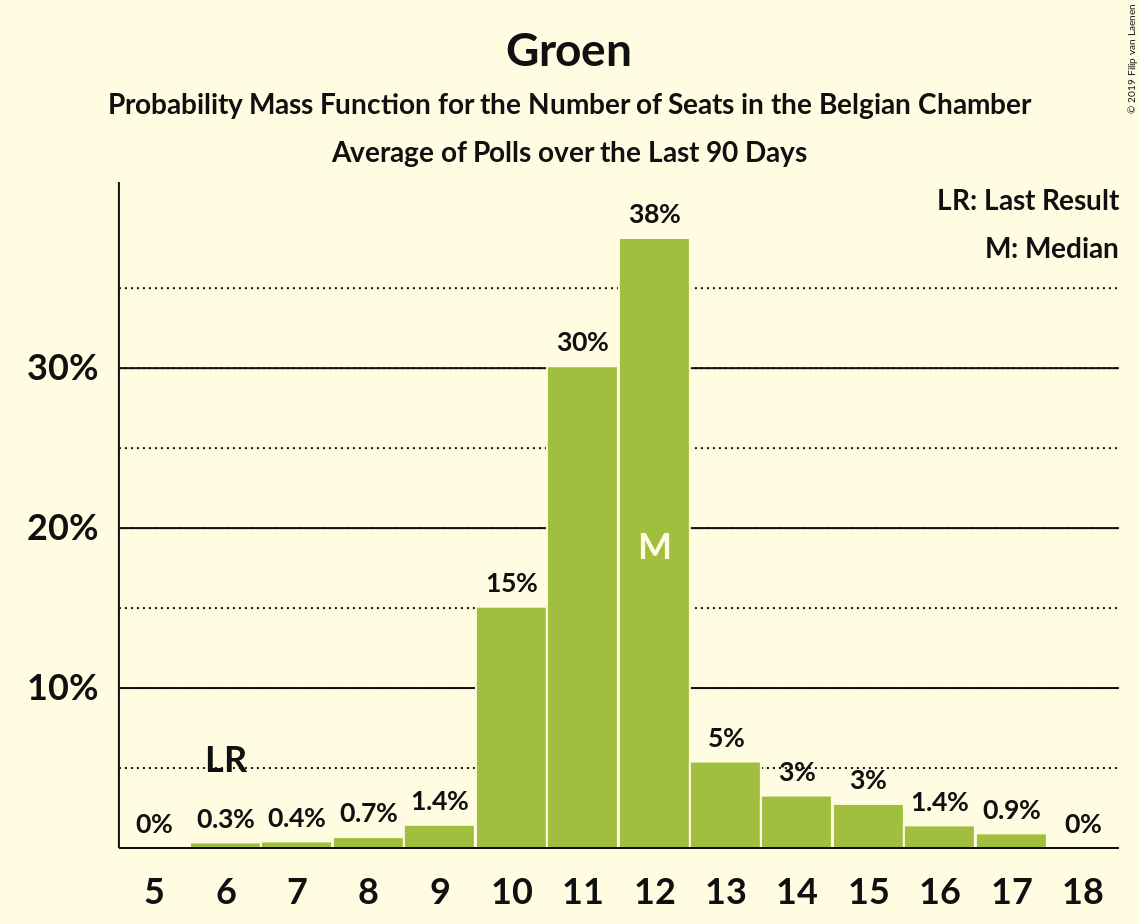 Groen
Probability Mass Function for the Number of Seats in the Belgian Chamber
Average of Polls over the Last 90 Days
© 2019 Filip van Laenen
LR: Last Result
M: Median
38%
30%
30%
20%
M
15%
10%
5%
LR
3%
3%
0%
0.3%
0.4%
0.7%
1.4%
1.4%
0.9%
0%
5 6 7 8 9 10 11 12 13 14 15 16 17 18